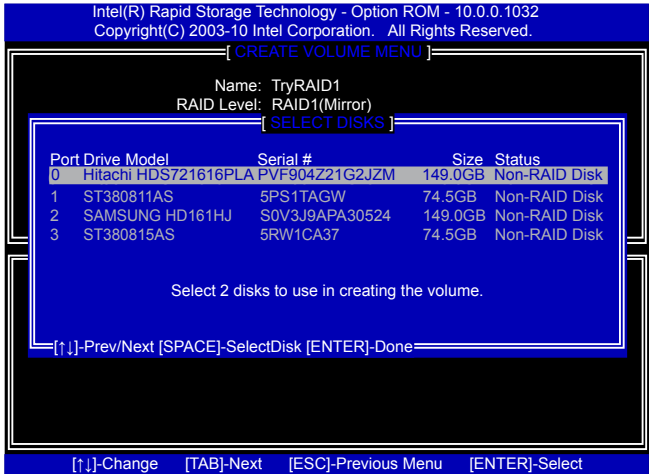 Intel(R) Rapid Storage Technology - Option ROM - 10.0.0.1032
Copyright(C) 2003-10 Intel Corporation. All Rights Reserved.
[ CREATE VOLUME MENU ]
Name: TryRAID1
RAID Level: RAID1(Mirror)
[ SELECT DISKS ]
Port Drive Model Serial # Size Status
0 Hitachi HDS721616PLA PVF904Z21G2JZM 149.0GB Non-RAID Disk
1 ST380811AS 5PS1TAGW 74.5GB Non-RAID Disk
2 SAMSUNG HD161HJ S0V3J9APA30524 149.0GB Non-RAID Disk
3 ST380815AS 5RW1CA37 74.5GB Non-RAID Disk
Select 2 disks to use in creating the volume.
[↑↓]-Prev/Next [SPACE]-SelectDisk [ENTER]-Done
[↑↓]-Change [TAB]-Next [ESC]-Previous Menu [ENTER]-Select